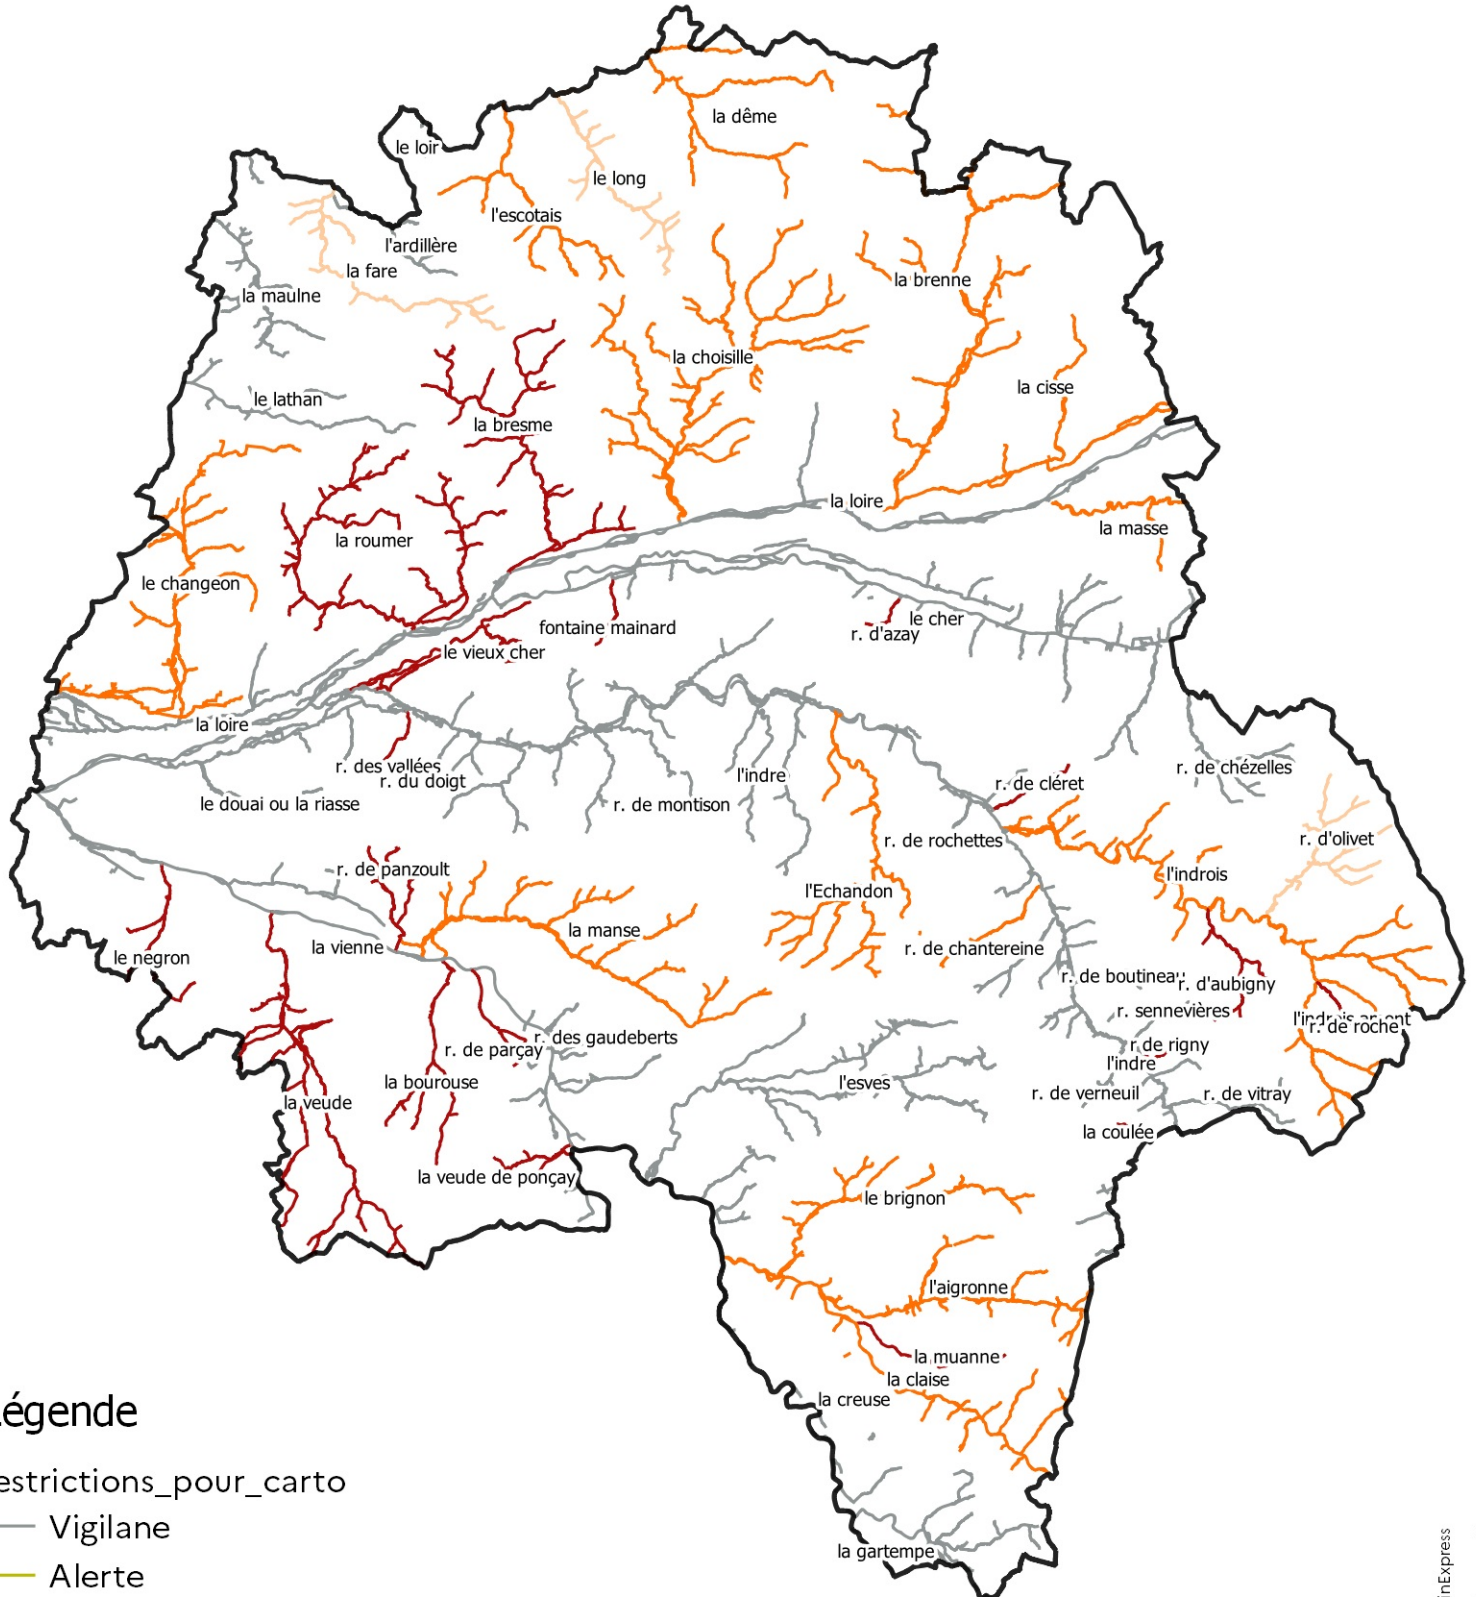 la dême
le loir
le long
l'escotais
l'ardillère
la fare
la brenne
la maulne
la choisille
la cisse
le lathan
la bresme
la loire
la masse
la roumer
le changeon
le cher
fontaine mainard
r. d'azay
le vieux cher
la loire
r. des vallées
r. de chézelles
l'indre
r. du doigt
r. de cléret
le douai ou la riasse
r. de montison
r. d'olivet
r. de rochettes
r. de panzoult
l'indrois
l'Echandon
la manse
la vienne
r. de chantereine
le négron
r. de boutineau
r. d'aubigny
r. sennevières
l'indrois amont
r. de roche
r. des gaudeberts
r. de rigny
r. de parçay
l'indre
la bourouse
l'esves
r. de verneuil
r. de vitray
la veude
la coulée
la veude de ponçay
le brignon
l'aigronne
la muanne
la claise
la creuse
égende
estrictions_pour_carto
Vigilane
la gartempe
Alerte
inExpress